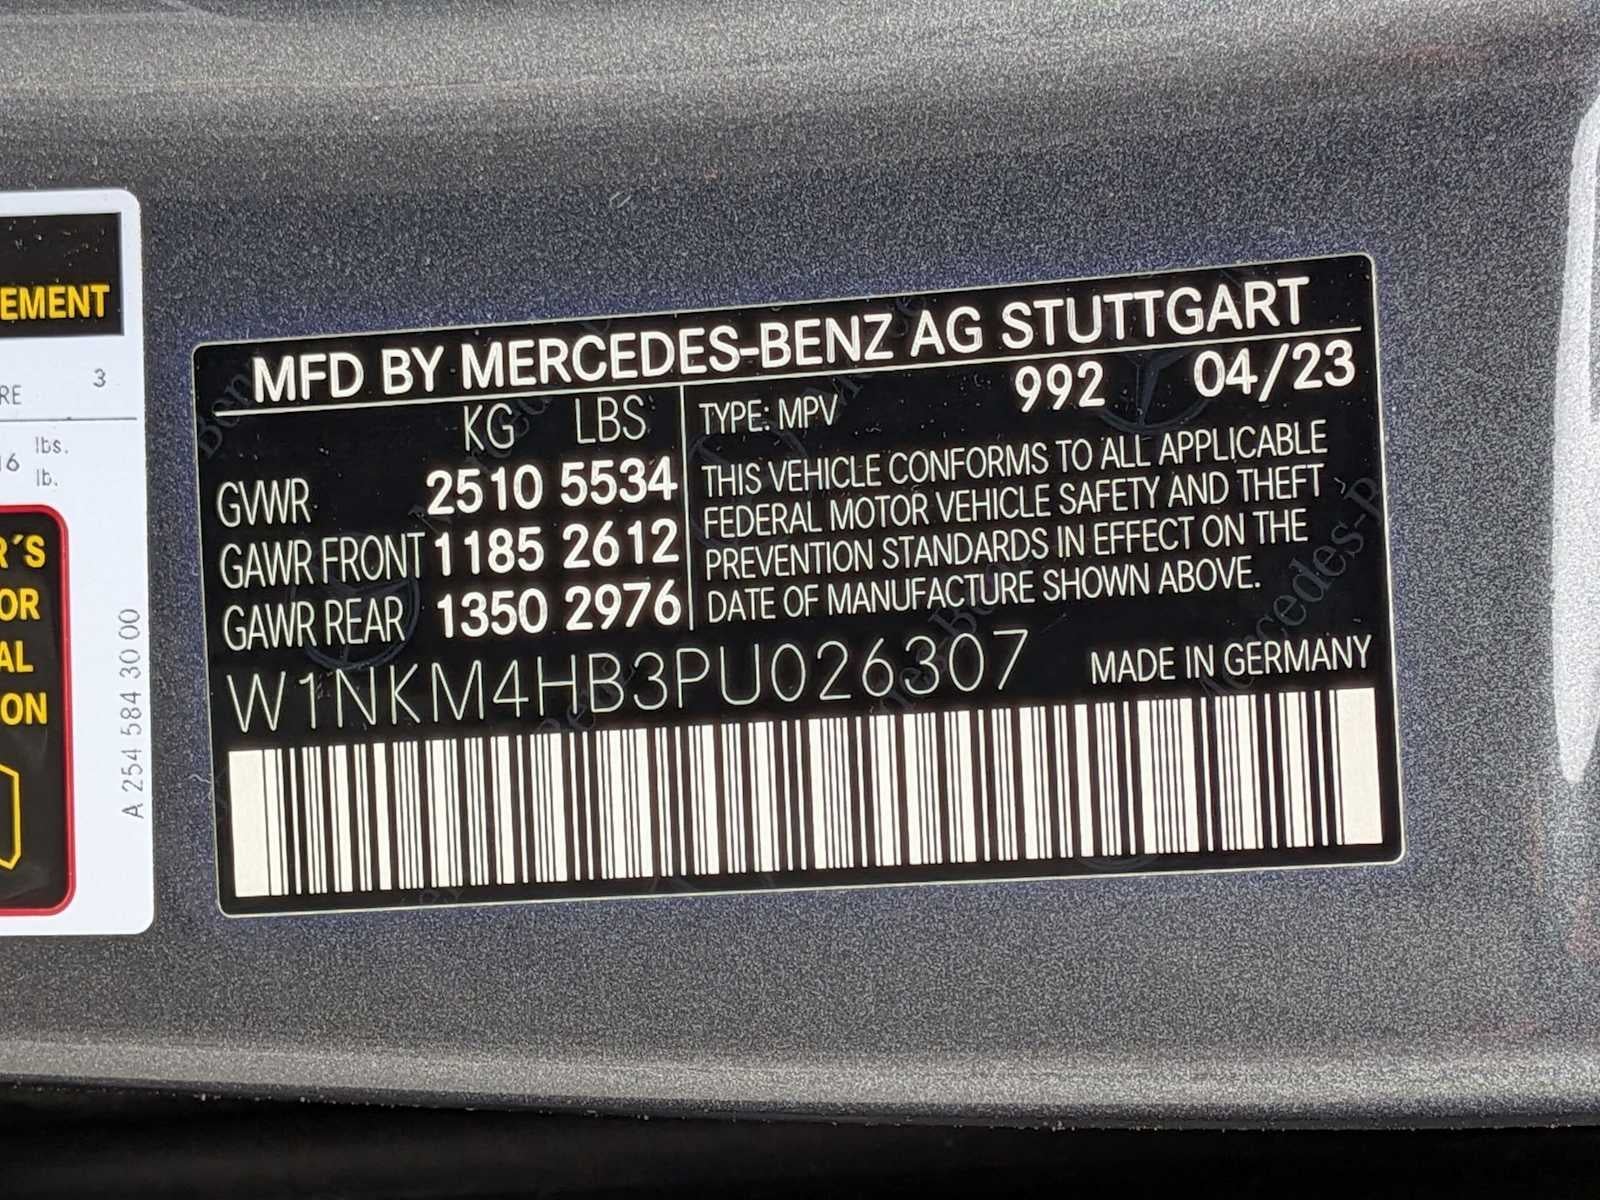 EMENT
RE 3
16 lbs.
lb.
R´S
OR
AL
ON
A 254 584 30 00
MFD BY MERCEDES-BENZ AG STUTTGART
KG LBS
TYPE: MPV 992 04/23
GVWR 2510 5534
GAWR FRONT 1185 2612
GAWR REAR 1350 2976
THIS VEHICLE CONFORMS TO ALL APPLICABLE
FEDERAL MOTOR VEHICLE SAFETY AND THEFT
PREVENTION STANDARDS IN EFFECT ON THE
DATE OF MANUFACTURE SHOWN ABOVE.
W1NKM4HB3PU026307 MADE IN GERMANY